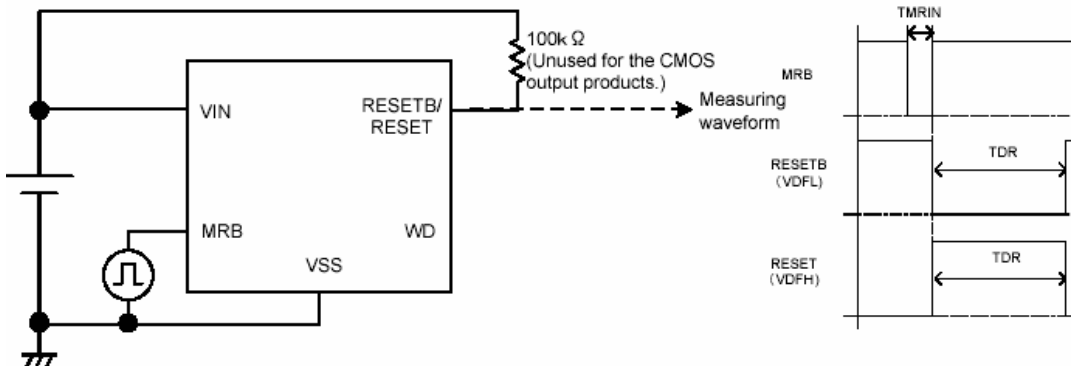 100k Ω
(Unused for the CMOS
output products.)
VIN
RESETB/
RESET
Measuring
waveform
MRB
WD
VSS
TMRIN
MRB
RESETB
(VDFL)
TDR
RESET
(VDFH)
TDR